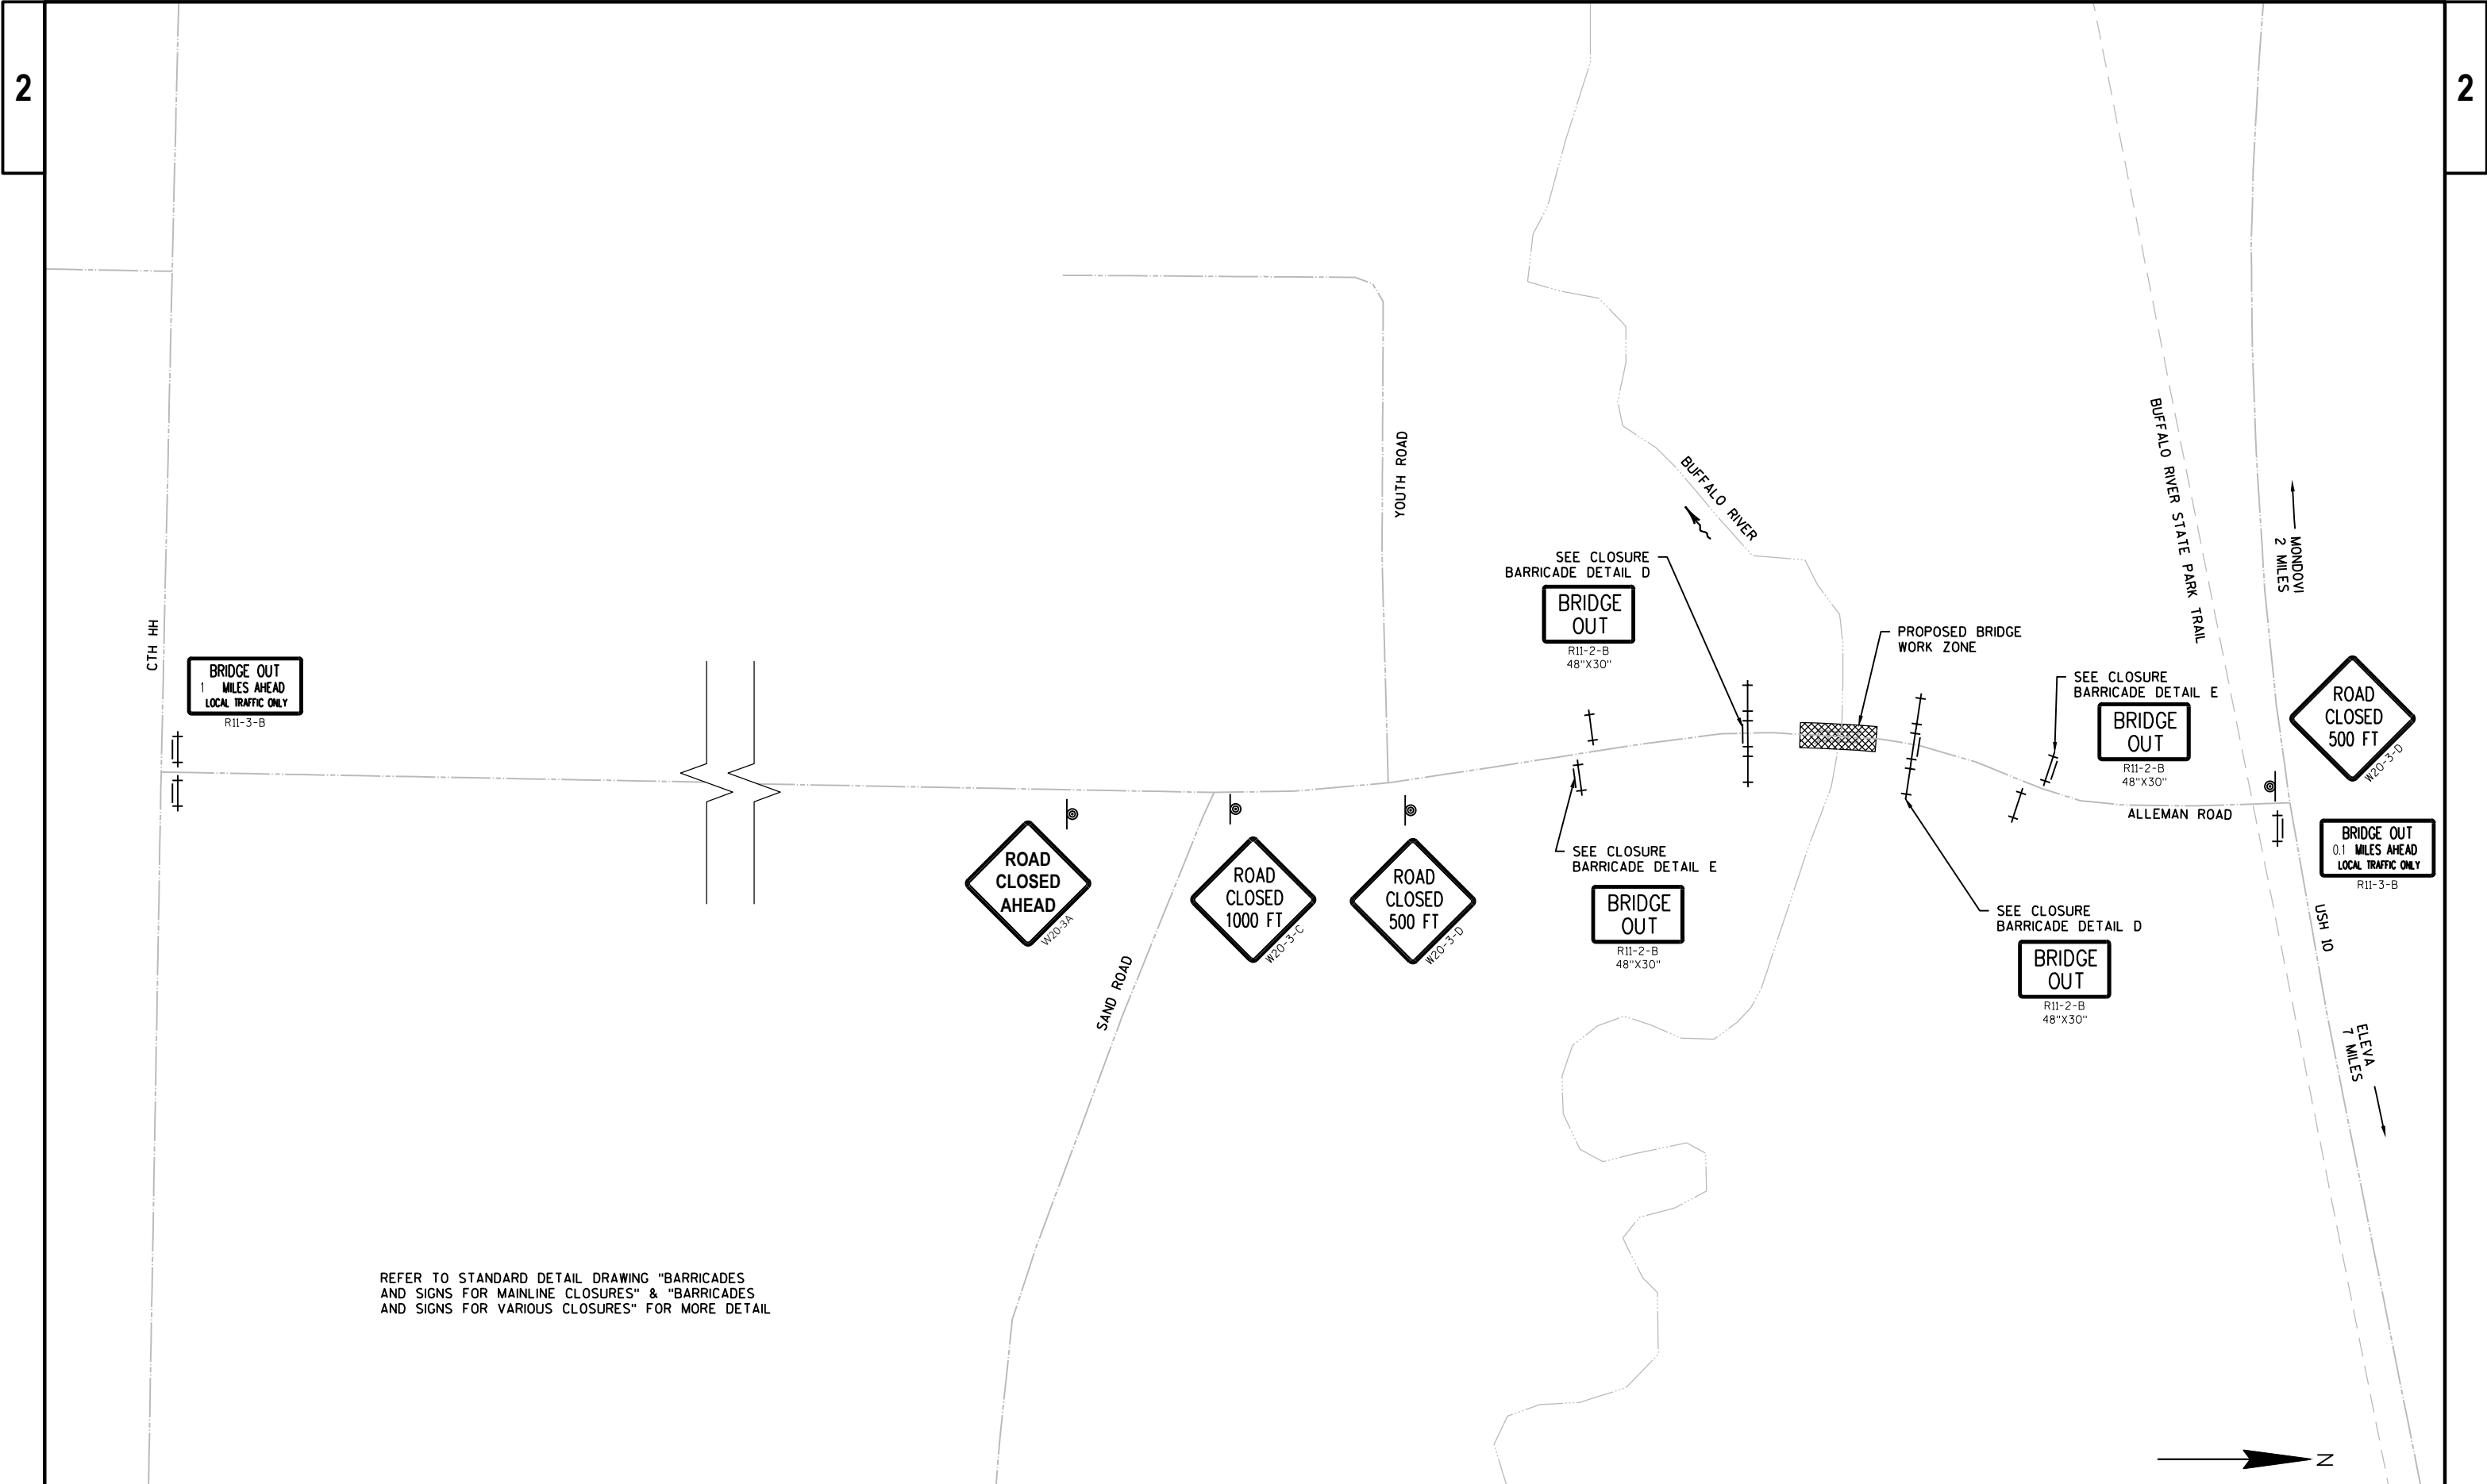 2
2
CTH HH
BRIDGE OUT
1 MILES AHEAD
LOCAL TRAFFIC ONLY
R11-3-B
ROAD
CLOSED
AHEAD
W20-3A
SAND ROAD
ROAD
CLOSED
1000 FT
W20-3-C
YOUTH ROAD
ROAD
CLOSED
500 FT
W20-3-D
BUFFALO RIVER
SEE CLOSURE
BARRICADE DETAIL D
BRIDGE
OUT
R11-2-B
48"X30"
SEE CLOSURE
BARRICADE DETAIL E
BRIDGE
OUT
R11-2-B
48"X30"
PROPOSED BRIDGE
WORK ZONE
SEE CLOSURE
BARRICADE DETAIL D
BRIDGE
OUT
R11-2-B
48"X30"
SEE CLOSURE
BARRICADE DETAIL E
BRIDGE
OUT
R11-2-B
48"X30"
ALLEMAN ROAD
BUFFALO RIVER STATE PARK TRAIL
MONDOVI
2 MILES
ROAD
CLOSED
500 FT
W20-3-D
BRIDGE OUT
0.1 MILES AHEAD
LOCAL TRAFFIC ONLY
R11-3-B
USH 10
ELEVA
7 MILES
REFER TO STANDARD DETAIL DRAWING "BARRICADES
AND SIGNS FOR MAINLINE CLOSURES" & "BARRICADES
AND SIGNS FOR VARIOUS CLOSURES" FOR MORE DETAIL
N